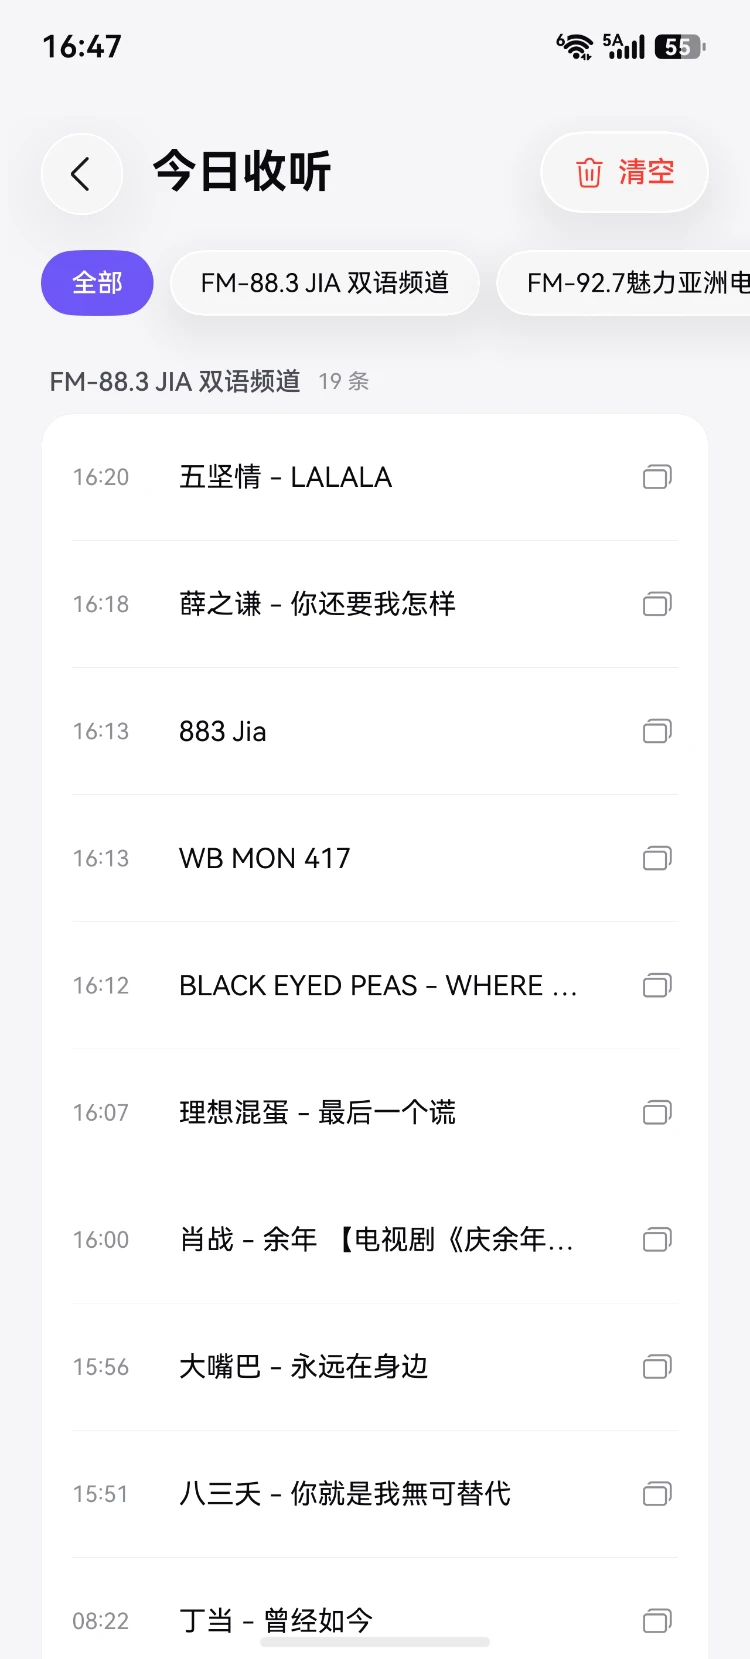 16:47
6 5A 55
今日收听
清空
全部
FM-88.3 JIA 双语频道
FM-92.7魅力亚洲电
FM-88.3 JIA 双语频道 19 条
16:20 五坚情 - LALALA
16:18 薛之谦 - 你还要我怎样
16:13 883 Jia
16:13 WB MON 417
16:12 BLACK EYED PEAS - WHERE ...
16:07 理想混蛋 - 最后一个谎
16:00 肖战 - 余年 【电视剧《庆余年...
15:56 大嘴巴 - 永远在身边
15:51 八三夭 - 你就是我無可替代
08:22 丁当 - 曾经如今